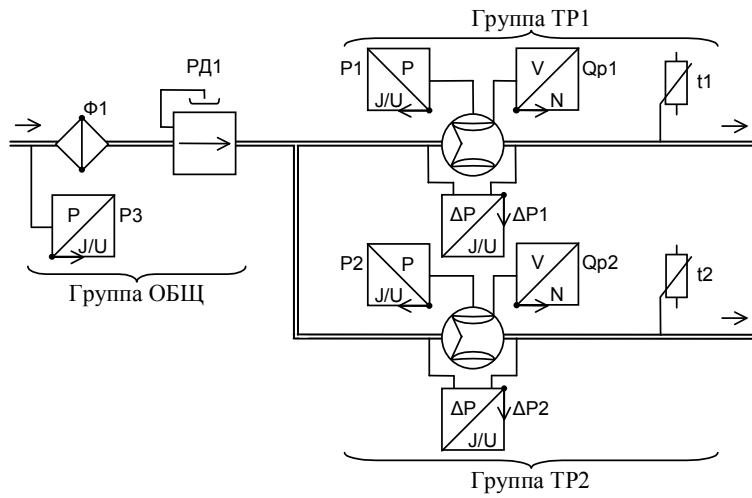 Группа ТР1
РД1
Ф1
P1
P
J/U
V
N
Qp1
t1
P
J/U
P3
ΔP
J/U
ΔP1
Группа ОБЩ
P2
P
J/U
V
N
Qp2
t2
ΔP
J/U
ΔP2
Группа ТР2